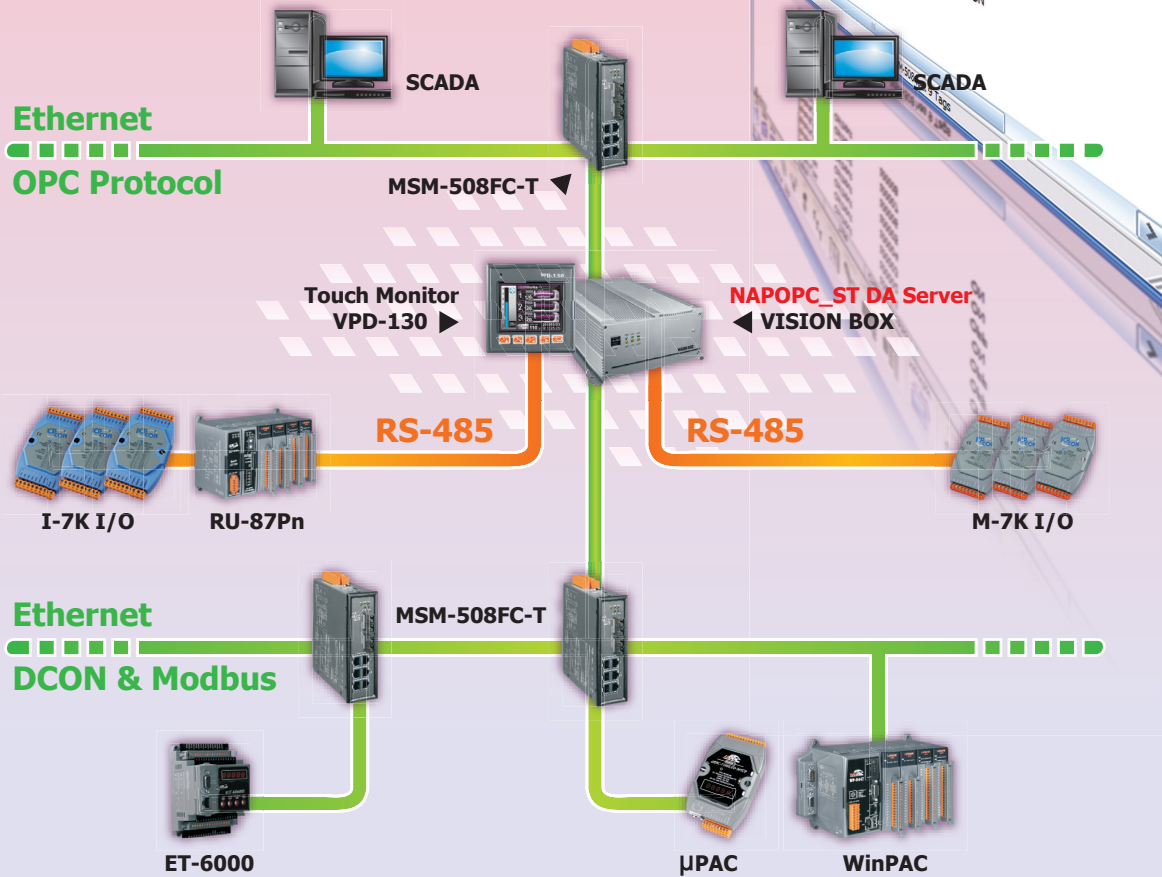 SCADA
SCADA
Ethernet
OPC Protocol
MSM-508FC-T
Tags
Touch Monitor
VPD-130
NAPOPC_ST DA Server
VISION BOX
RS-485
RS-485
I-7K I/O
RU-87Pn
M-7K I/O
Ethernet
MSM-508FC-T
DCON & Modbus
ET-6000
µPAC
WinPAC